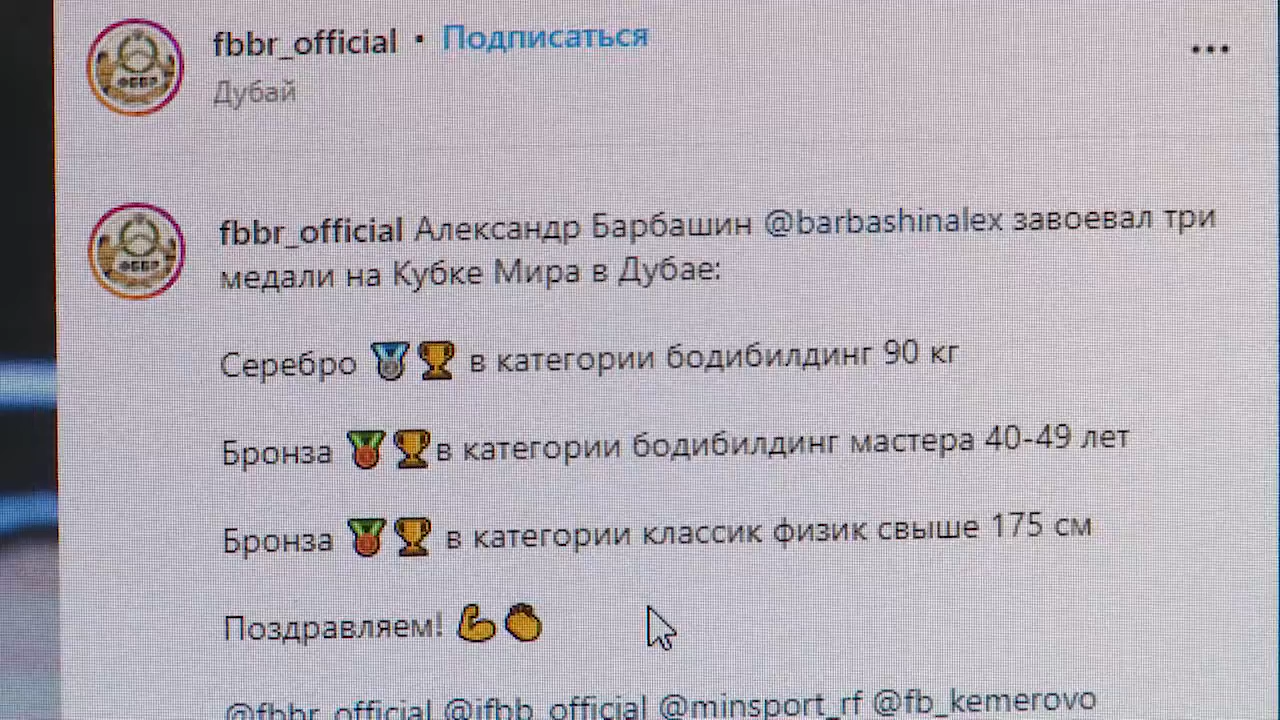 fbbr_official • Подписаться
Дубай
fbbr_official Александр Барбашин @barbashinalex завоевал три
медали на Кубке Мира в Дубае:
Серебро 🥈🏆 в категории бодибилдинг 90 кг
Бронза 🥉🏆в категории бодибилдинг мастера 40-49 лет
Бронза 🥉🏆 в категории классик физик свыше 175 см
Поздравляем! 💪👏
@fbbr_official @ifbb_official @minsport_rf @fb_kemerovo